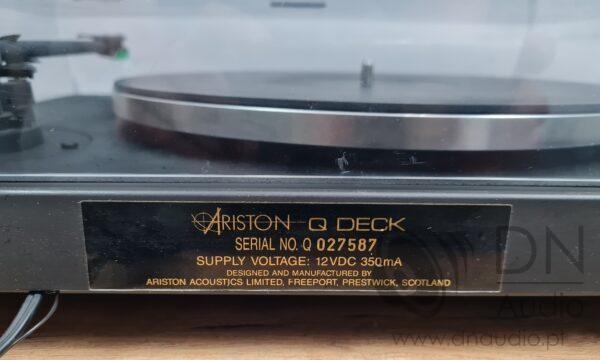 ARISTON Q DECK
SERIAL NO. Q 027587
SUPPLY VOLTAGE: 12VDC 350mA
DESIGNED AND MANUFACTURED BY
ARISTON ACOUSTICS LIMITED, FREEPORT, PRESTWICK, SCOTLAND
DN
Audio
www.dnaudio.pt